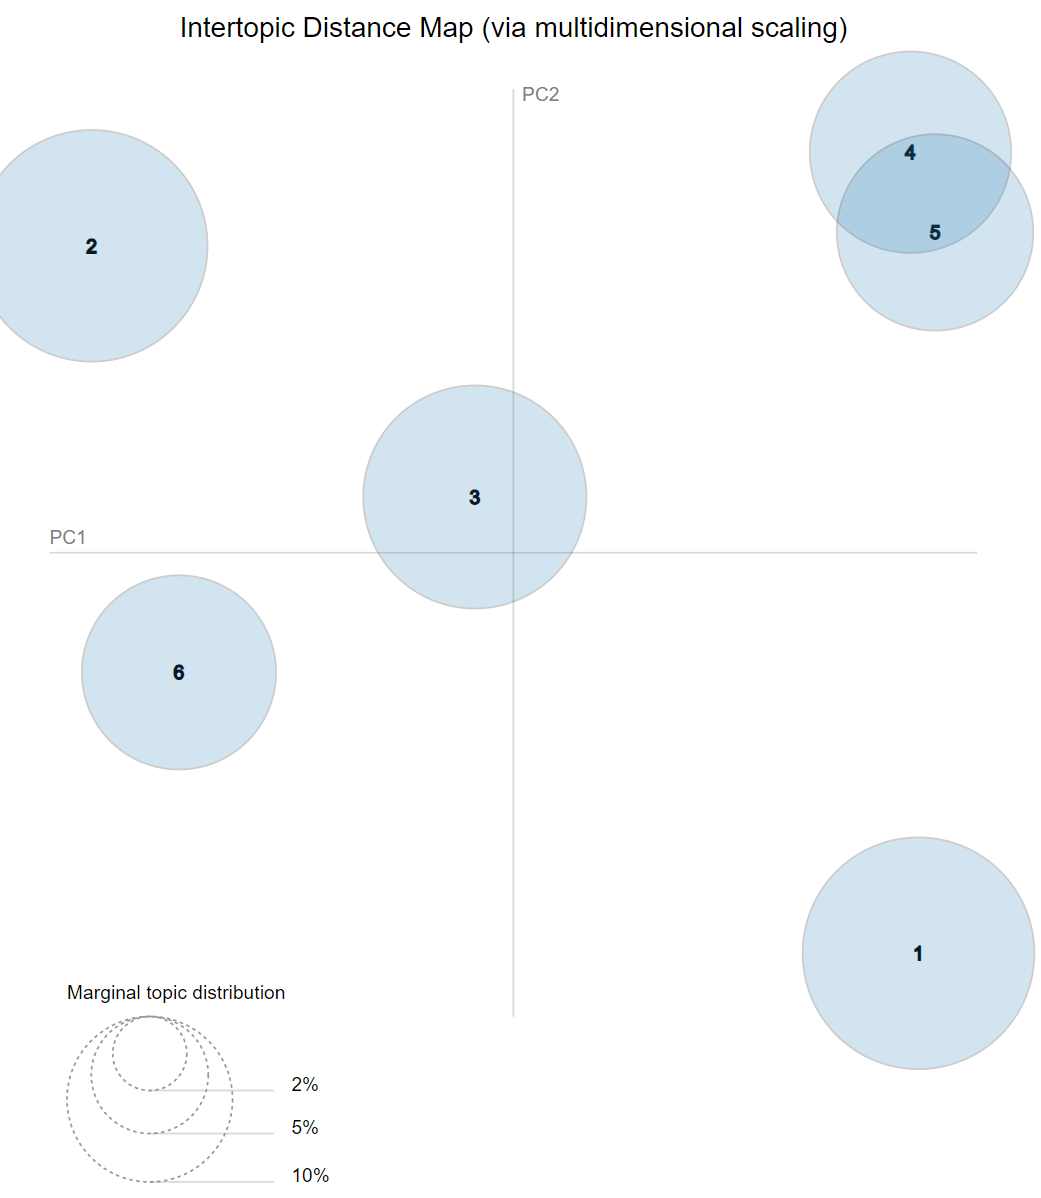 Intertopic Distance Map (via multidimensional scaling)
PC2
4
2
5
3
PC1
6
1
Marginal topic distribution
2%
5%
10%